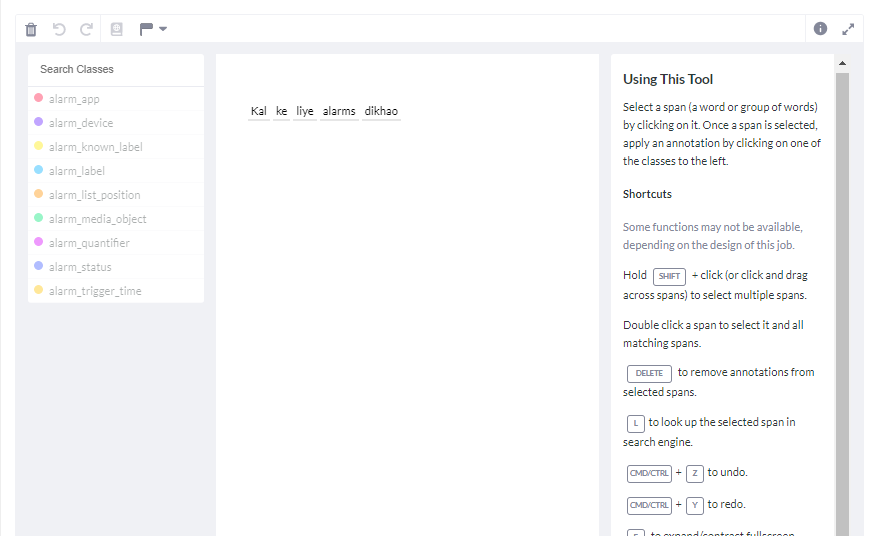 Search Classes
alarm_app
alarm_device
alarm_known_label
alarm_label
alarm_list_position
alarm_media_object
alarm_quantifier
alarm_status
alarm_trigger_time
Kal ke liye alarms dikhao
Using This Tool
Select a span (a word or group of words)
by clicking on it. Once a span is selected,
apply an annotation by clicking on one of
the classes to the left.
Shortcuts
Some functions may not be available,
depending on the design of this job.
Hold SHIFT + click (or click and drag
across spans) to select multiple spans.
Double click a span to select it and all
matching spans.
DELETE to remove annotations from
selected spans.
L to look up the selected span in
search engine.
CMD/CTRL + Z to undo.
CMD/CTRL + Y to redo.
to expand/contract fullscreen